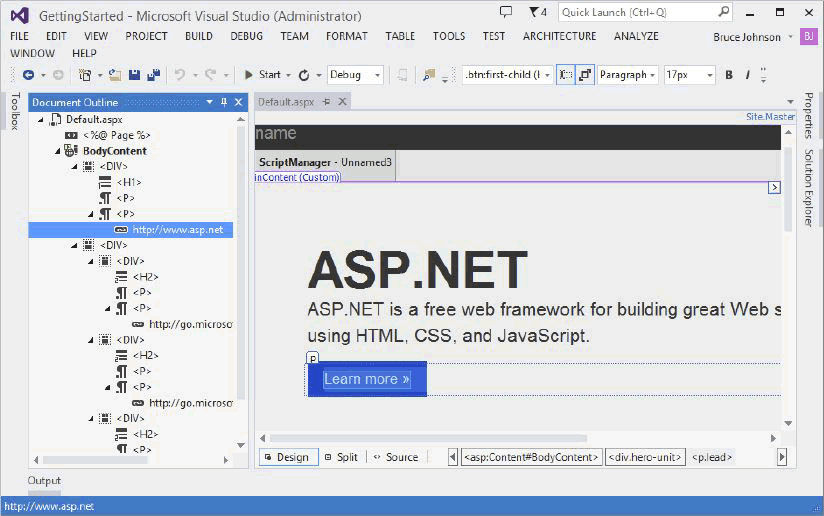 GettingStarted - Microsoft Visual Studio (Administrator)
4
Quick Launch (Ctrl+Q)
FILE EDIT VIEW PROJECT BUILD DEBUG TEAM FORMAT TABLE TOOLS TEST ARCHITECTURE ANALYZE
Bruce Johnson
BJ
WINDOW HELP
Start
Debug
.btn:first-child (l
Paragraph
17px
B I
Toolbox
Document Outline
Default.aspx
<%@ Page %>
BodyContent
<DIV>
<H1>
<P>
<P>
http://www.asp.net
<DIV>
<DIV>
<H2>
<P>
<P>
http://go.microso
<DIV>
<H2>
<P>
<P>
http://go.microso
<DIV>
<H2>
<P>
Default.aspx
Site.Master
name
ScriptManager - Unnamed3
inContent (Custom)
ASP.NET
ASP.NET is a free web framework for building great Web s
using HTML, CSS, and JavaScript.
p
Learn more »
Design Split Source
<asp:Content#BodyContent> <div.hero-unit> <p.lead>
Properties
Solution Explorer
Output
http://www.asp.net